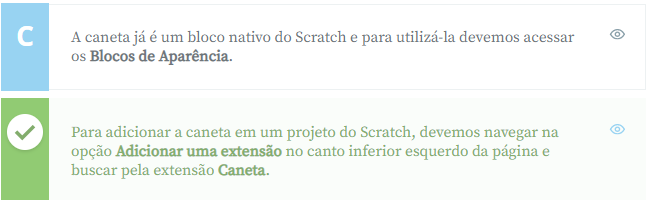 C
A caneta já é um bloco nativo do Scratch e para utilizá-la devemos acessar
os Blocos de Aparência.
Para adicionar a caneta em um projeto do Scratch, devemos navegar na
opção Adicionar uma extensão no canto inferior esquerdo da página e
buscar pela extensão Caneta.